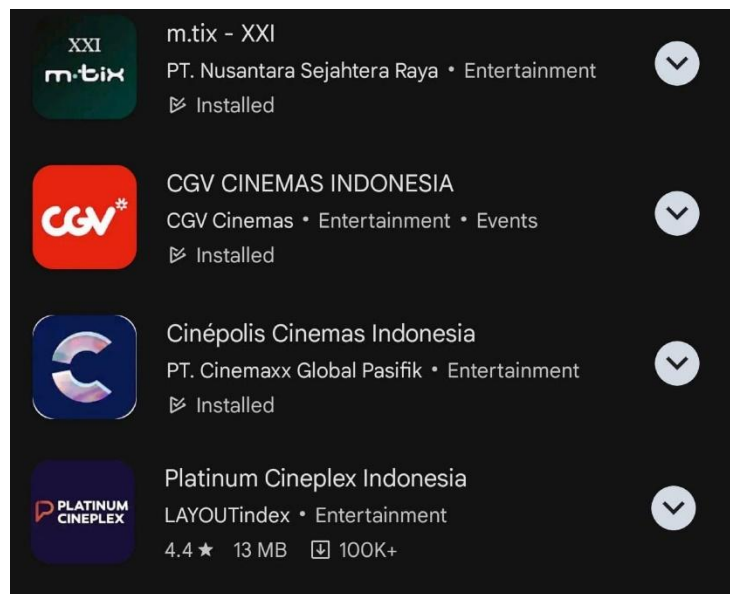 XXI
m.tix
m.tix - XXI
PT. Nusantara Sejahtera Raya • Entertainment
Installed
CGV
CGV CINEMAS INDONESIA
CGV Cinemas • Entertainment • Events
Installed
C
Cinépolis Cinemas Indonesia
PT. Cinemaxx Global Pasifik • Entertainment
Installed
PLATINUM
CINEPLEX
Platinum Cineplex Indonesia
LAYOUTindex • Entertainment
4.4 ★ 13 MB 100K+